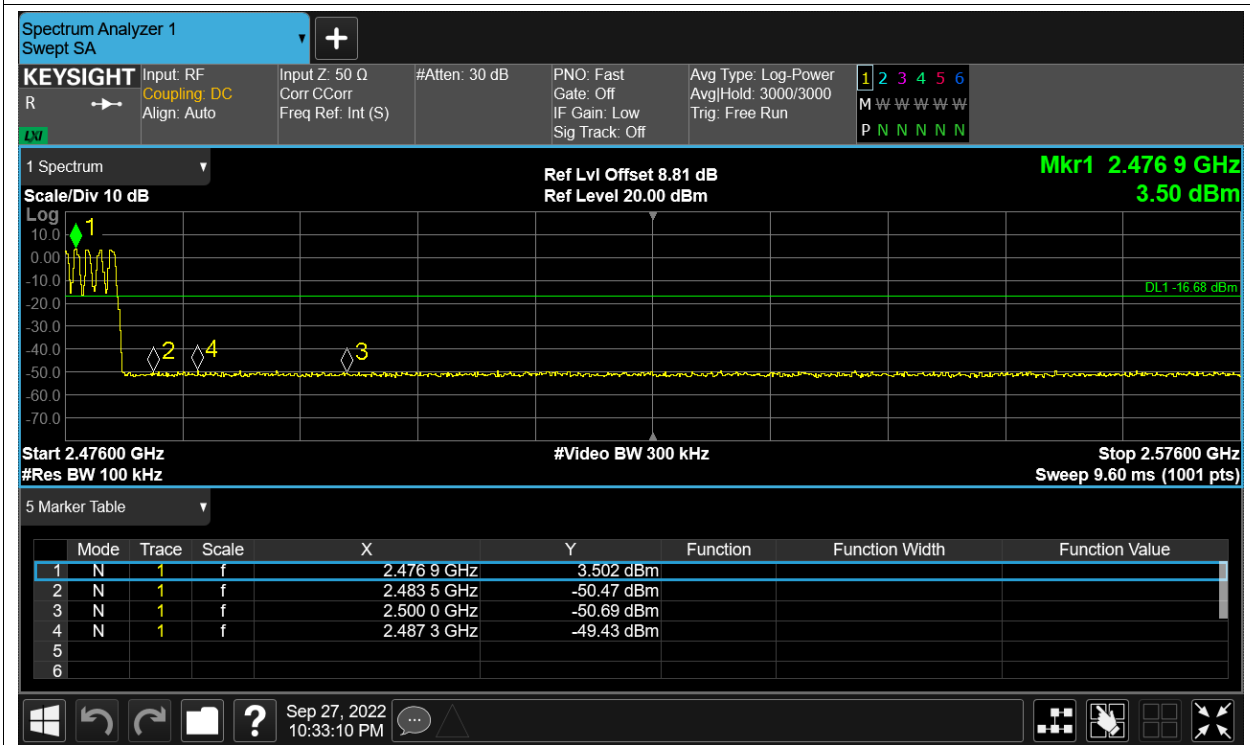 Spectrum Analyzer 1
Swept SA
KEYSIGHT
R
LXI
Input: RF
Coupling: DC
Align: Auto
Input Z: 50 Ω
Corr CCorr
Freq Ref: Int (S)
#Atten: 30 dB
PNO: Fast
Gate: Off
IF Gain: Low
Sig Track: Off
Avg Type: Log-Power
Avg|Hold: 3000/3000
Trig: Free Run
1 2 3 4 5 6
M W W W W W W
P N N N N N
1 Spectrum
Scale/Div 10 dB
Ref Lvl Offset 8.81 dB
Ref Level 20.00 dBm
Mkr1 2.476 9 GHz
3.50 dBm
Log
10.0
0.00
-10.0
-20.0
-30.0
-40.0
-50.0
-60.0
-70.0
1
2
4
3
DL1 -16.68 dBm
Start 2.47600 GHz
#Video BW 300 kHz
Stop 2.57600 GHz
#Res BW 100 kHz
Sweep 9.60 ms (1001 pts)
5 Marker Table
Mode Trace Scale X Y Function Function Width Function Value
1 N 1 f 2.476 9 GHz 3.502 dBm
2 N 1 f 2.483 5 GHz -50.47 dBm
3 N 1 f 2.500 0 GHz -50.69 dBm
4 N 1 f 2.487 3 GHz -49.43 dBm
5
6
?
Sep 27, 2022
10:33:10 PM